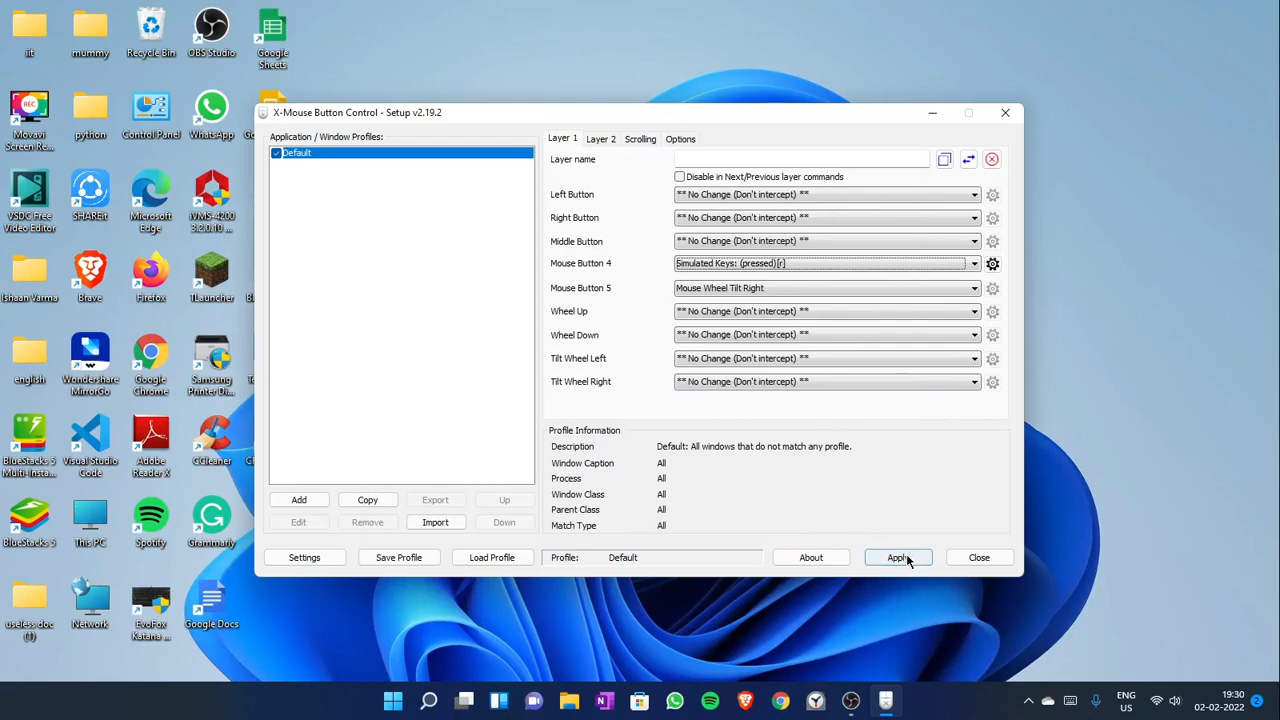 iit
mummy
Recycle Bin
OBS Studio
Google
Sheets
REC
Movavi
Screen Re...
python
Control Panel
WhatsApp
VSDC Free
Video Editor
SHAREit
Microsoft
Edge
iVMS-4200
3.2.0.10 ...
Ishaan Varma
Brave
Firefox
TLauncher
english
Wondershare
MirrorGo
Google
Chrome
Samsung
Printer Di...
BlueStacks 5
Multi-Insta...
Visual Studio
Code
Adobe
Reader X
CCleaner
BlueStacks 5
This PC
Spotify
Grammarly
useless doc
(1)
Network
EvoFox
Katana ...
Google Docs
X-Mouse Button Control - Setup v2.19.2
Application / Window Profiles:
Default
Add
Copy
Export
Up
Edit
Remove
Import
Down
Layer 1
Layer 2
Scrolling
Options
Layer name
Disable in Next/Previous layer commands
Left Button
** No Change (Don't intercept) **
Right Button
** No Change (Don't intercept) **
Middle Button
** No Change (Don't intercept) **
Mouse Button 4
Simulated Keys: (pressed)[r]
Mouse Button 5
Mouse Wheel Tilt Right
Wheel Up
** No Change (Don't intercept) **
Wheel Down
** No Change (Don't intercept) **
Tilt Wheel Left
** No Change (Don't intercept) **
Tilt Wheel Right
** No Change (Don't intercept) **
Profile Information
Description
Default: All windows that do not match any profile.
Window Caption
All
Process
All
Window Class
All
Parent Class
All
Match Type
All
Settings
Save Profile
Load Profile
Profile:
Default
About
Apply
Close
ENG
US
19:30
02-02-2022
2